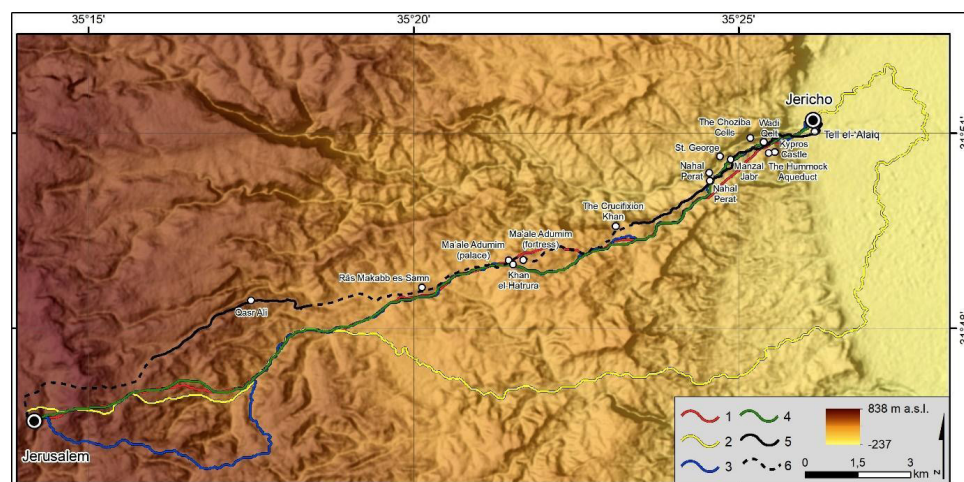 35°15'
35°20'
35°25'
Jericho
The Choziba
Cells
Wadi
Qelt
Tell el-'Alaiq
St. George
Kypros
Castle
Nahal
Perat
Manzal
Jabr
The Hummock
Aqueduct
Nahal
Perat
The Crucifixion
Khan
Ma'ale Adumim
(palace)
Ma'ale Adumim
(fortress)
Khan
el-Hatrura
Râs Makabb es Samn
Qasr Ali
Jerusalem
1
2
3
4
5
6
838 m a.s.l.
-237
0
1,5
3
km
N